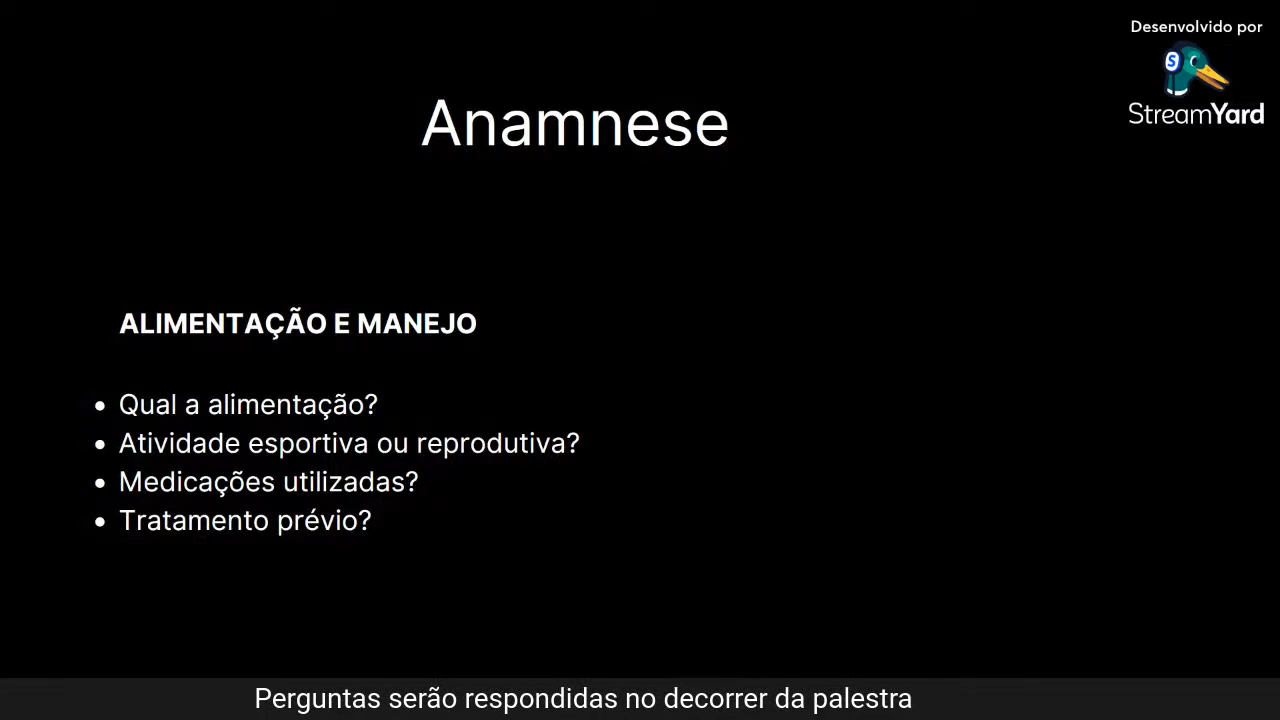 Desenvolvido por
StreamYard
Anamnese
ALIMENTAÇÃO E MANEJO
• Qual a alimentação?
• Atividade esportiva ou reprodutiva?
• Medicações utilizadas?
• Tratamento prévio?
Perguntas serão respondidas no decorrer da palestra